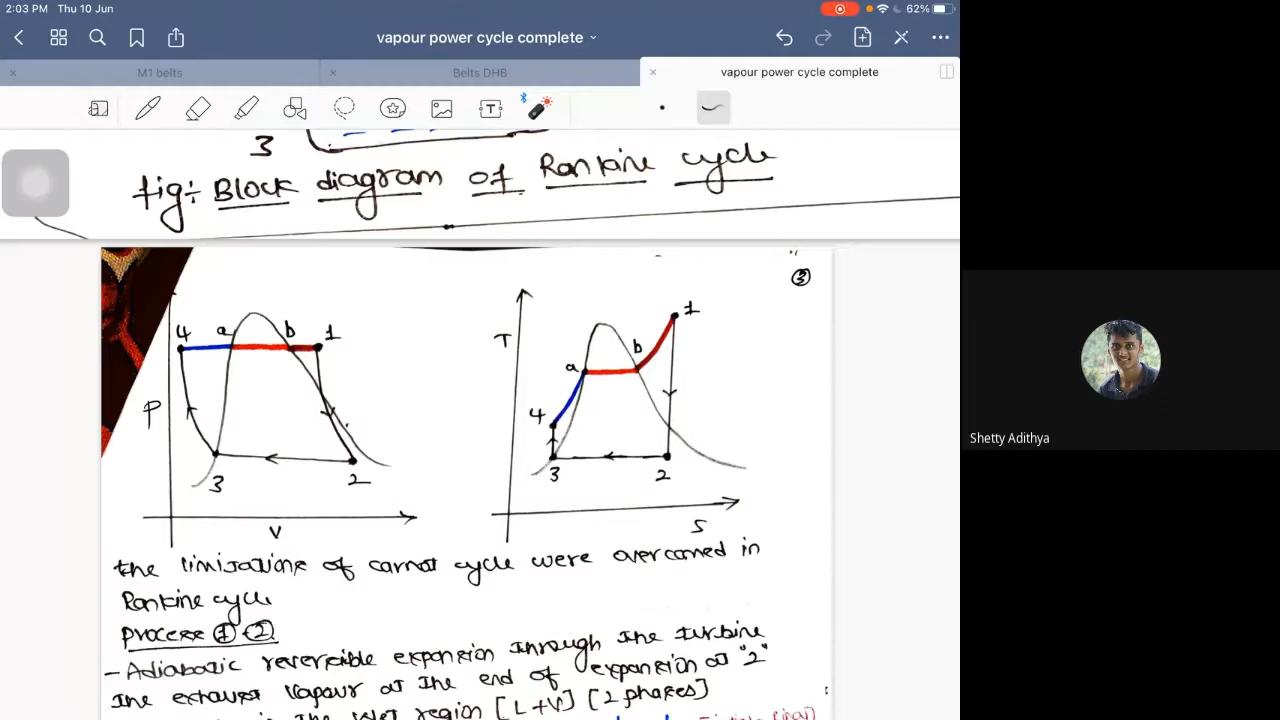 2:03 PM Thu 10 Jun
62%
vapour power cycle complete
M1 belts
Belts DHB
vapour power cycle complete
T
3
fig:- Block diagram of Rankine cycle
3
4 a b 1
P
3 2
V
1
T
b
a
4
3 2
S
the limitations of carnot cycle were overcomed in
Rankine cycle
process 1-2
- Adiabatic reversible expansion through the turbine
The exhaust vapour at the end of expansion at "2"
the wet region [L+V] [2 phases]
Shetty Adithya